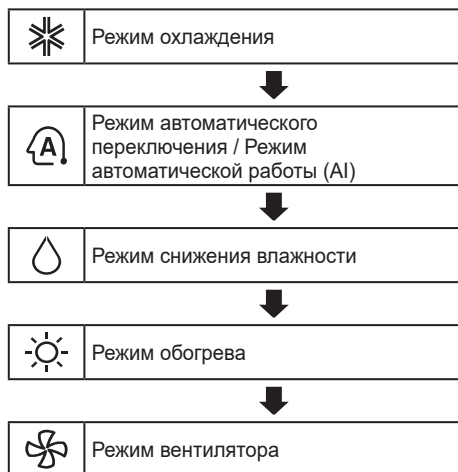 Режим охлаждения
A
Режим автоматического
переключения / Режим
автоматической работы (AI)
Режим снижения влажности
Режим обогрева
Режим вентилятора